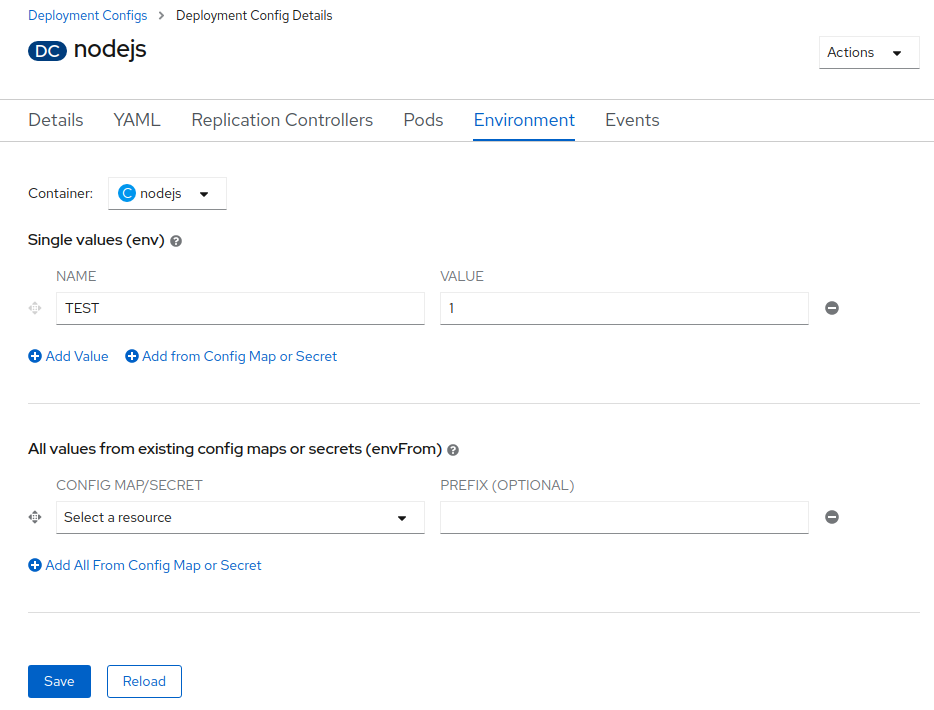 Deployment Configs > Deployment Config Details
DC nodejs
Actions
Details YAML Replication Controllers Pods Environment Events
Container: C nodejs
Single values (env) ?
NAME VALUE
TEST 1
Add Value Add from Config Map or Secret
All values from existing config maps or secrets (envFrom) ?
CONFIG MAP/SECRET PREFIX (OPTIONAL)
Select a resource
Add All From Config Map or Secret
Save Reload